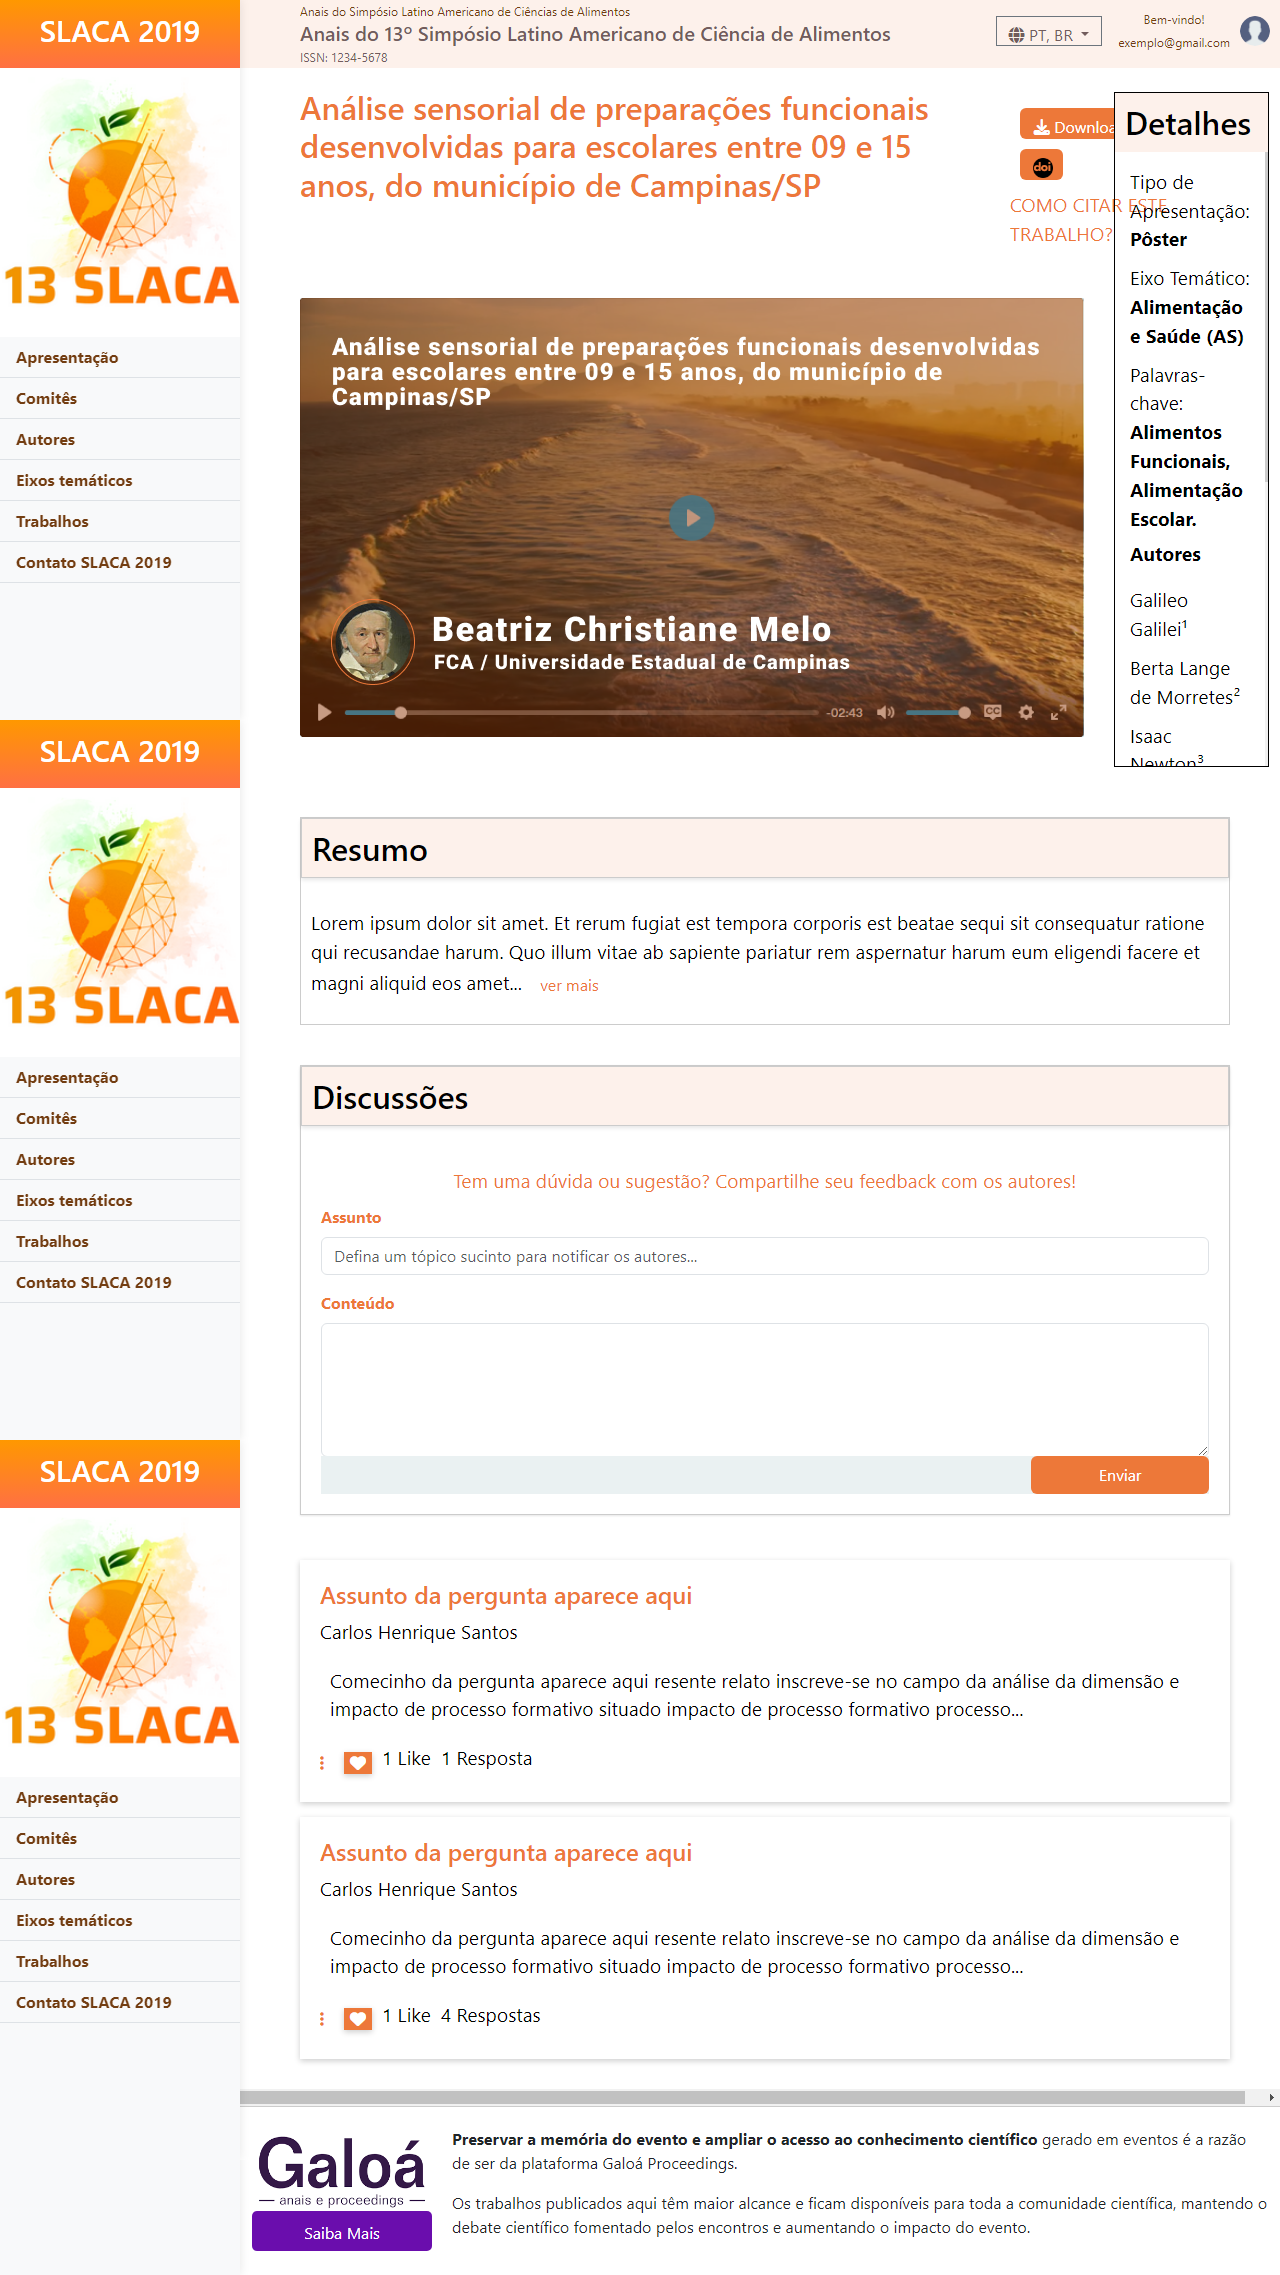 SLACA 2019
13 SLACA
Apresentação
Comitês
Autores
Eixos temáticos
Trabalhos
Contato SLACA 2019
SLACA 2019
13 SLACA
Apresentação
Comitês
Autores
Eixos temáticos
Trabalhos
Contato SLACA 2019
SLACA 2019
13 SLACA
Apresentação
Comitês
Autores
Eixos temáticos
Trabalhos
Contato SLACA 2019
Anais do Simpósio Latino Americano de Ciências de Alimentos
Anais do 13º Simpósio Latino Americano de Ciência de Alimentos
ISSN: 1234-5678
PT, BR
Bem-vindo!
exemplo@gmail.com
Análise sensorial de preparações funcionais
desenvolvidas para escolares entre 09 e 15
anos, do município de Campinas/SP
Downloa
doi
COMO CITAR ESTE
TRABALHO?
Análise sensorial de preparações funcionais desenvolvidas
para escolares entre 09 e 15 anos, do município de
Campinas/SP
Beatriz Christiane Melo
FCA / Universidade Estadual de Campinas
-02:43
CC
Detalhes
Tipo de
Apresentação:
Pôster
Eixo Temático:
Alimentação
e Saúde (AS)
Palavras-
chave:
Alimentos
Funcionais,
Alimentação
Escolar.
Autores
Galileo
Galilei¹
Berta Lange
de Morretes²
Isaac
Newton³
Resumo
Lorem ipsum dolor sit amet. Et rerum fugiat est tempora corporis est beatae sequi sit consequatur ratione
qui recusandae harum. Quo illum vitae ab sapiente pariatur rem aspernatur harum eum eligendi facere et
magni aliquid eos amet... ver mais
Discussões
Tem uma dúvida ou sugestão? Compartilhe seu feedback com os autores!
Assunto
Defina um tópico sucinto para notificar os autores...
Conteúdo
Enviar
Assunto da pergunta aparece aqui
Carlos Henrique Santos
Comecinho da pergunta aparece aqui resente relato inscreve-se no campo da análise da dimensão e
impacto de processo formativo situado impacto de processo formativo processo...
1 Like 1 Resposta
Assunto da pergunta aparece aqui
Carlos Henrique Santos
Comecinho da pergunta aparece aqui resente relato inscreve-se no campo da análise da dimensão e
impacto de processo formativo situado impacto de processo formativo processo...
1 Like 4 Respostas
Galoá
anais e proceedings
Saiba Mais
Preservar a memória do evento e ampliar o acesso ao conhecimento científico gerado em eventos é a razão
de ser da plataforma Galoá Proceedings.
Os trabalhos publicados aqui têm maior alcance e ficam disponíveis para toda a comunidade científica, mantendo o
debate científico fomentado pelos encontros e aumentando o impacto do evento.